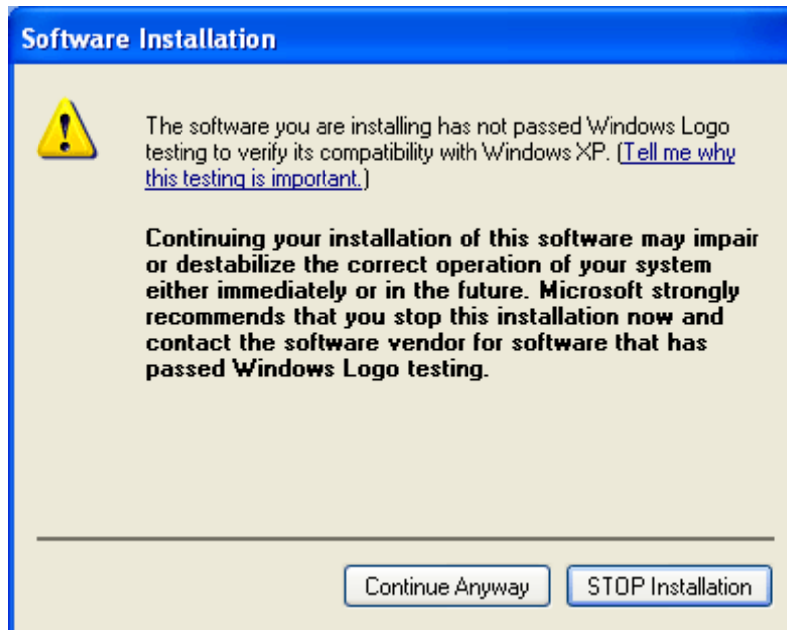 Software Installation
The software you are installing has not passed Windows Logo
testing to verify its compatibility with Windows XP. (Tell me why
this testing is important.)
Continuing your installation of this software may impair
or destabilize the correct operation of your system
either immediately or in the future. Microsoft strongly
recommends that you stop this installation now and
contact the software vendor for software that has
passed Windows Logo testing.
Continue Anyway
STOP Installation